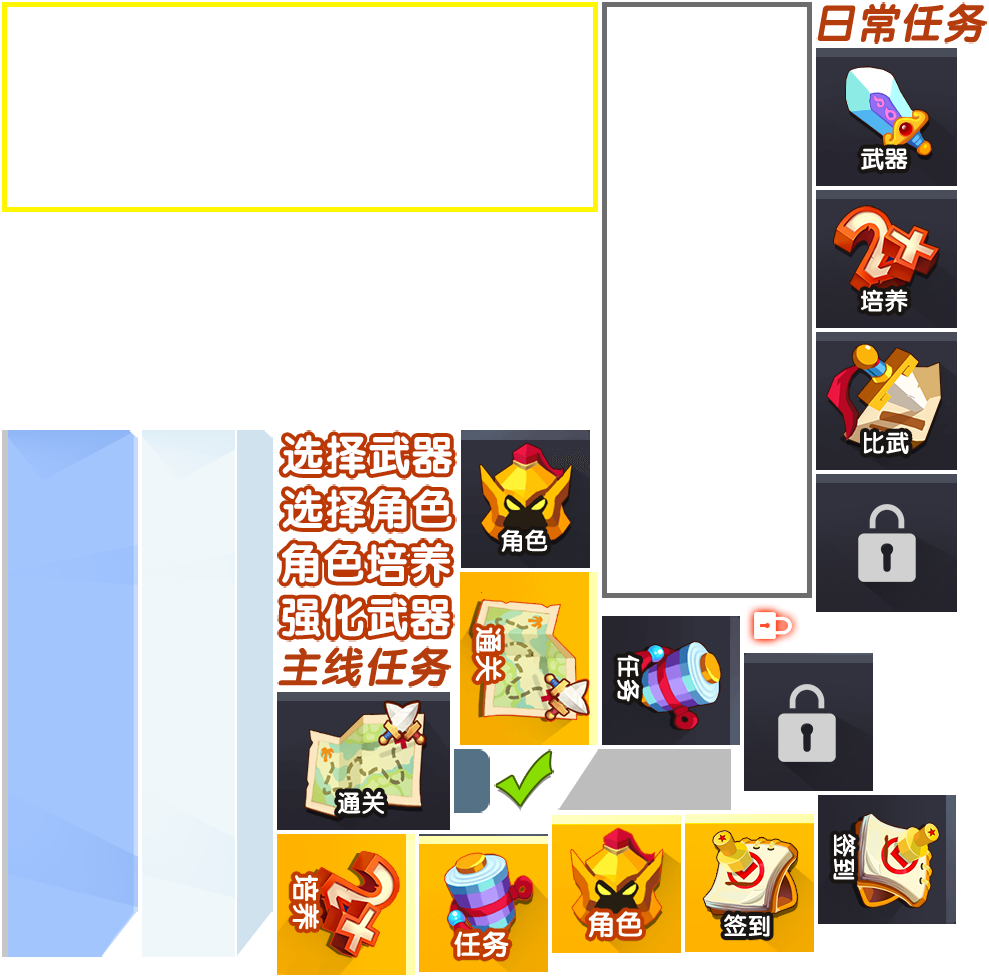 日常任务
武器
培养
比武
选择武器
选择角色
角色培养
强化武器
主线任务
角色
通关
任务
通关
培养
任务
角色
签到
签到